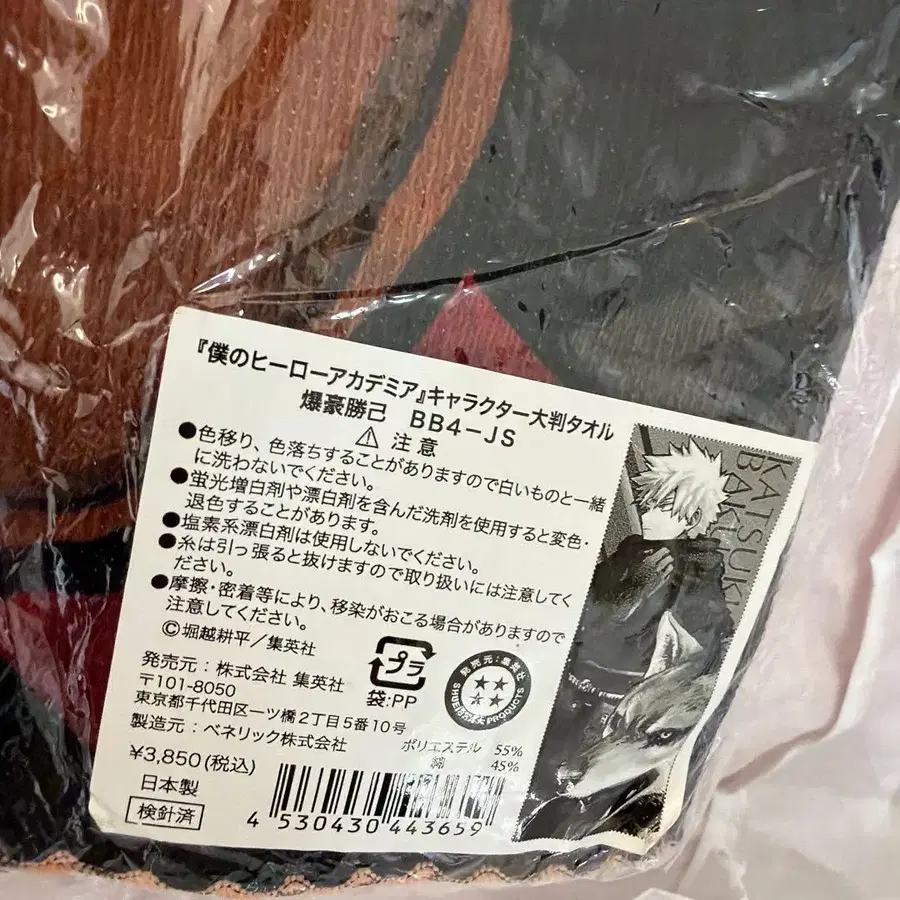 『僕のヒーローアカデミア』キャラクター大判タオル
爆豪勝己 BB4-JS
⚠ 注意
●色移り、色落ちすることがありますので白いものと一緒
に洗わないでください。
●蛍光増白剤や漂白剤を含んだ洗剤を使用すると変色・
退色することがあります。
●塩素系漂白剤は使用しないでください。
●糸は引っ張ると抜けますので取り扱いには注意してく
ださい。
●摩擦・密着等により、移染がおこる場合がありますので
注意してください。
©堀越耕平/集英社
発売元:株式会社 集英社
〒101-8050
東京都千代田区一ツ橋2丁目5番10号
製造元:ベネリック株式会社
¥3,850(税込)
日本製
検針済
プラ
袋:PP
発売元:集英社
PRODUCTS
ポリエステル 55%
綿 45%
4 530430 443659
KATSUKI